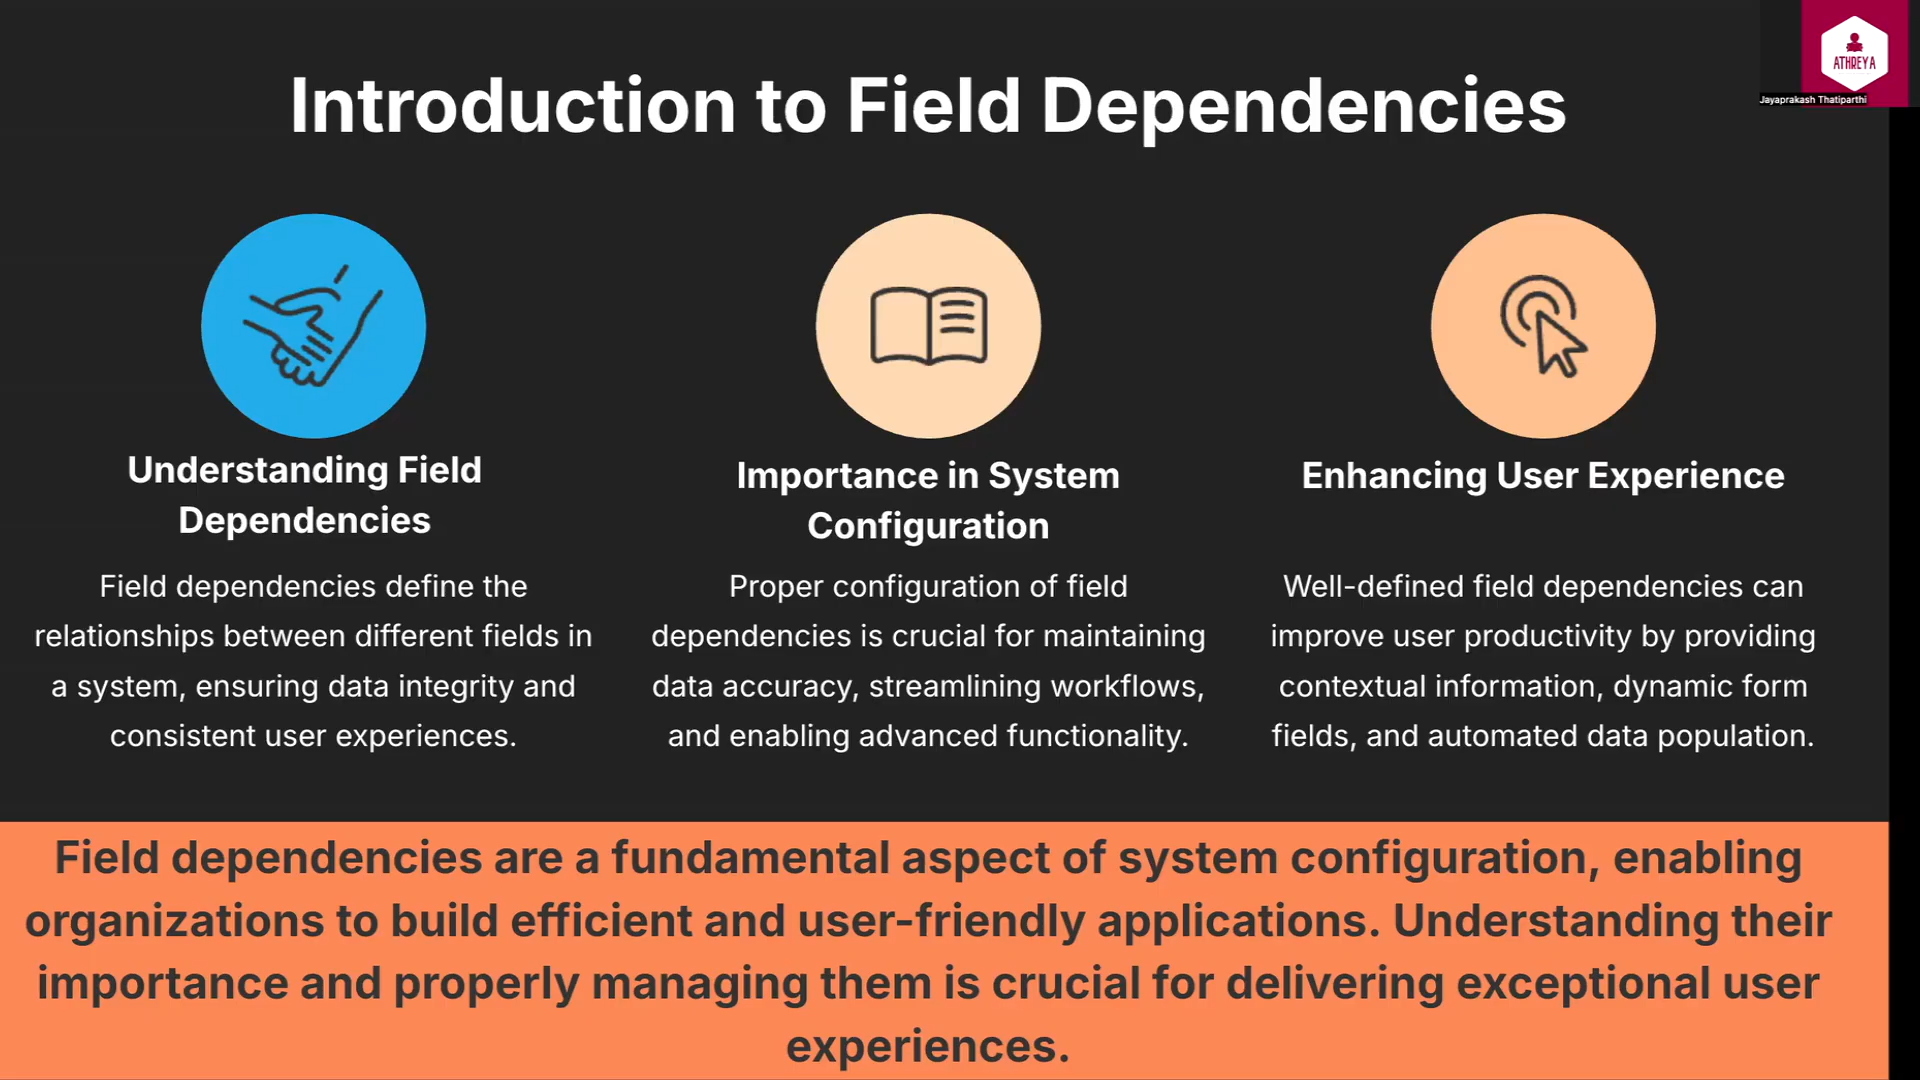 Introduction to Field Dependencies
ATHREYA
Jayaprakash Thatiparthi
Understanding Field
Dependencies
Field dependencies define the
relationships between different fields in
a system, ensuring data integrity and
consistent user experiences.
Importance in System
Configuration
Proper configuration of field
dependencies is crucial for maintaining
data accuracy, streamlining workflows,
and enabling advanced functionality.
Enhancing User Experience
Well-defined field dependencies can
improve user productivity by providing
contextual information, dynamic form
fields, and automated data population.
Field dependencies are a fundamental aspect of system configuration, enabling
organizations to build efficient and user-friendly applications. Understanding their
importance and properly managing them is crucial for delivering exceptional user
experiences.